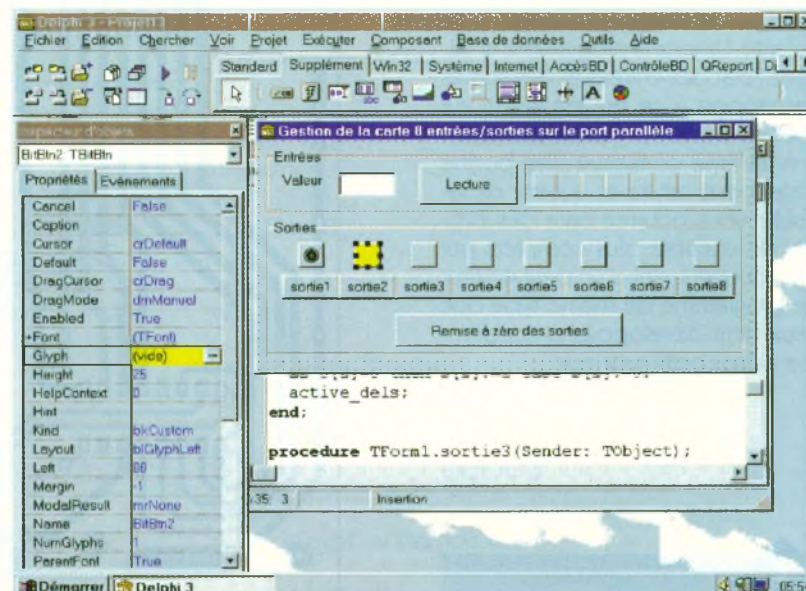 Delphi 3 - Projet1
Fichier Edition Chercher Voir Projet Exécuter Composant Base de données Outils Aide
Standard Supplément Win32 Système Internet AccèsBD ContrôleBD QReport
Inspecteur d'objets
BitBtn2: TBitBtn
Propriétés Evénements
Cancel False
Caption
Cursor crDefault
Default False
DragCursor crDrag
DragMode dmManual
Enabled True
+Font (TFont)
Glyph (vide) ...
Height 25
HelpContext 0
Hint
Kind bkCustom
Layout blGlyphLeft
Left
Margin -1
ModalResult mrNone
Name BitBtn2
NumGlyphs 1
ParentFont True
Gestion de la carte 8 entrées/sorties sur le port parallèle
Entrées
Valeur
Lecture
Sorties
sortie1 sortie2 sortie3 sortie4 sortie5 sortie6 sortie7 sortie8
Remise à zéro des sorties
active_dels;
end;
procedure TForm1.sortie3(Sender: TObject);
35: 3 Insertion
Démarrer Delphi 3 05:54